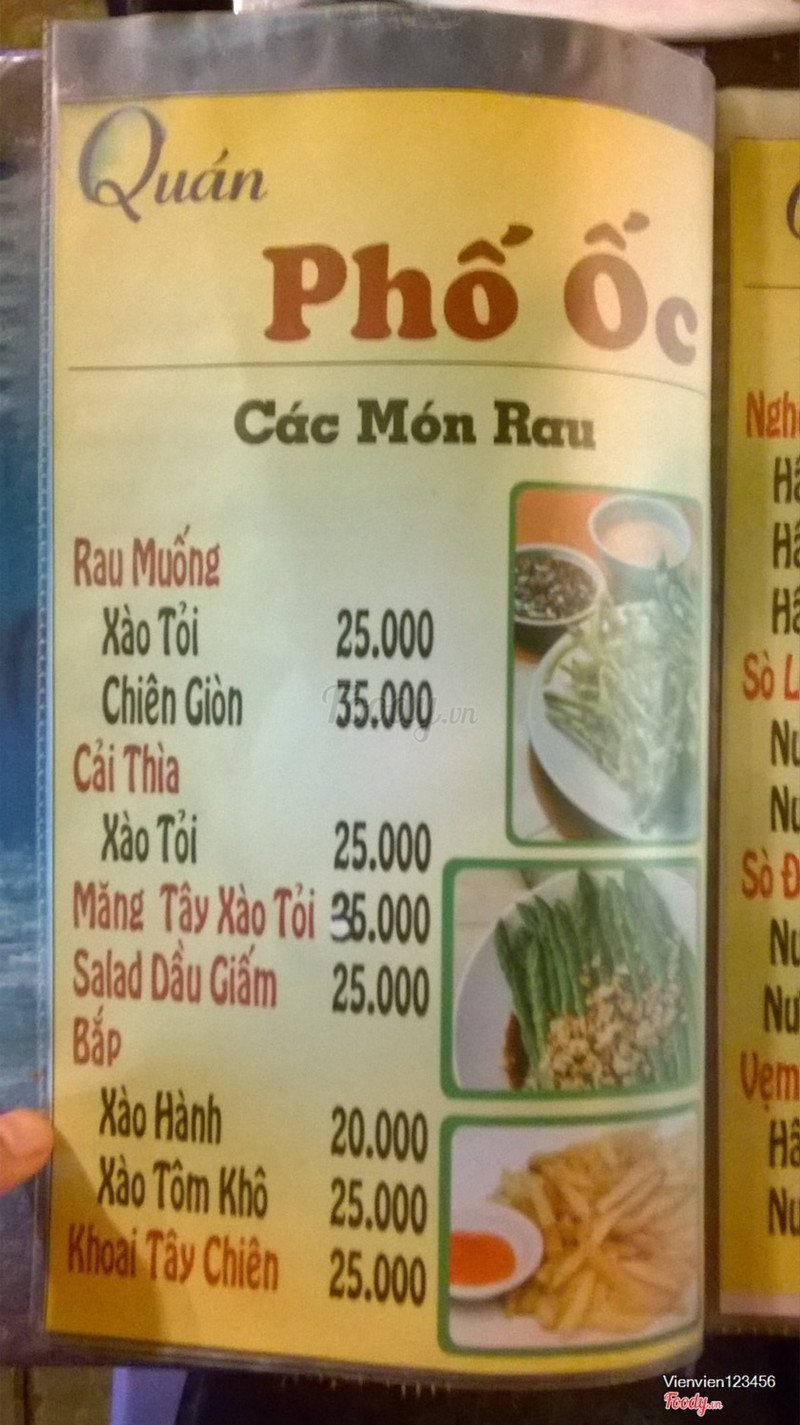 Quán
Phố Ốc
Các Món Rau
Rau Muống
Xào Tỏi 25.000
Chiên Giòn 35.000
Cải Thìa
Xào Tỏi 25.000
Măng Tây Xào Tỏi 35.000
Salad Dầu Giấm 25.000
Bắp
Xào Hành 20.000
Xào Tôm Khô 25.000
Khoai Tây Chiên 25.000
Sò
Sò
Vienvien123456
Foody.vn